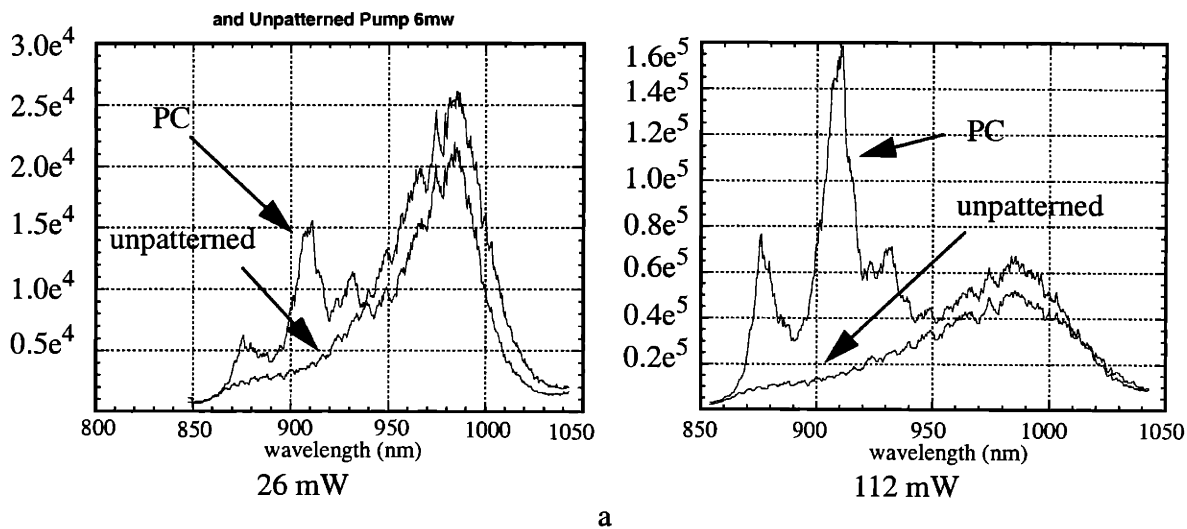 and Unpatterned Pump 6mw
3.0e4
2.5e4
2.0e4
1.5e4
1.0e4
0.5e4
PC
unpatterned
800 850 900 950 1000 1050
wavelength (nm)
26 mW
1.6e5
1.4e5
1.2e5
1.0e5
0.8e5
0.6e5
0.4e5
0.2e5
PC
unpatterned
850 900 950 1000 1050
wavelength (nm)
112 mW
a